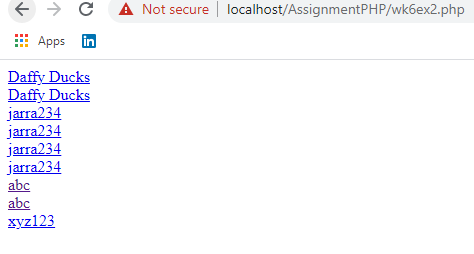 Not secure | localhost/AssignmentPHP/wk6ex2.php
Apps
Daffy Ducks
Daffy Ducks
jarra234
jarra234
jarra234
jarra234
abc
abc
xyz123